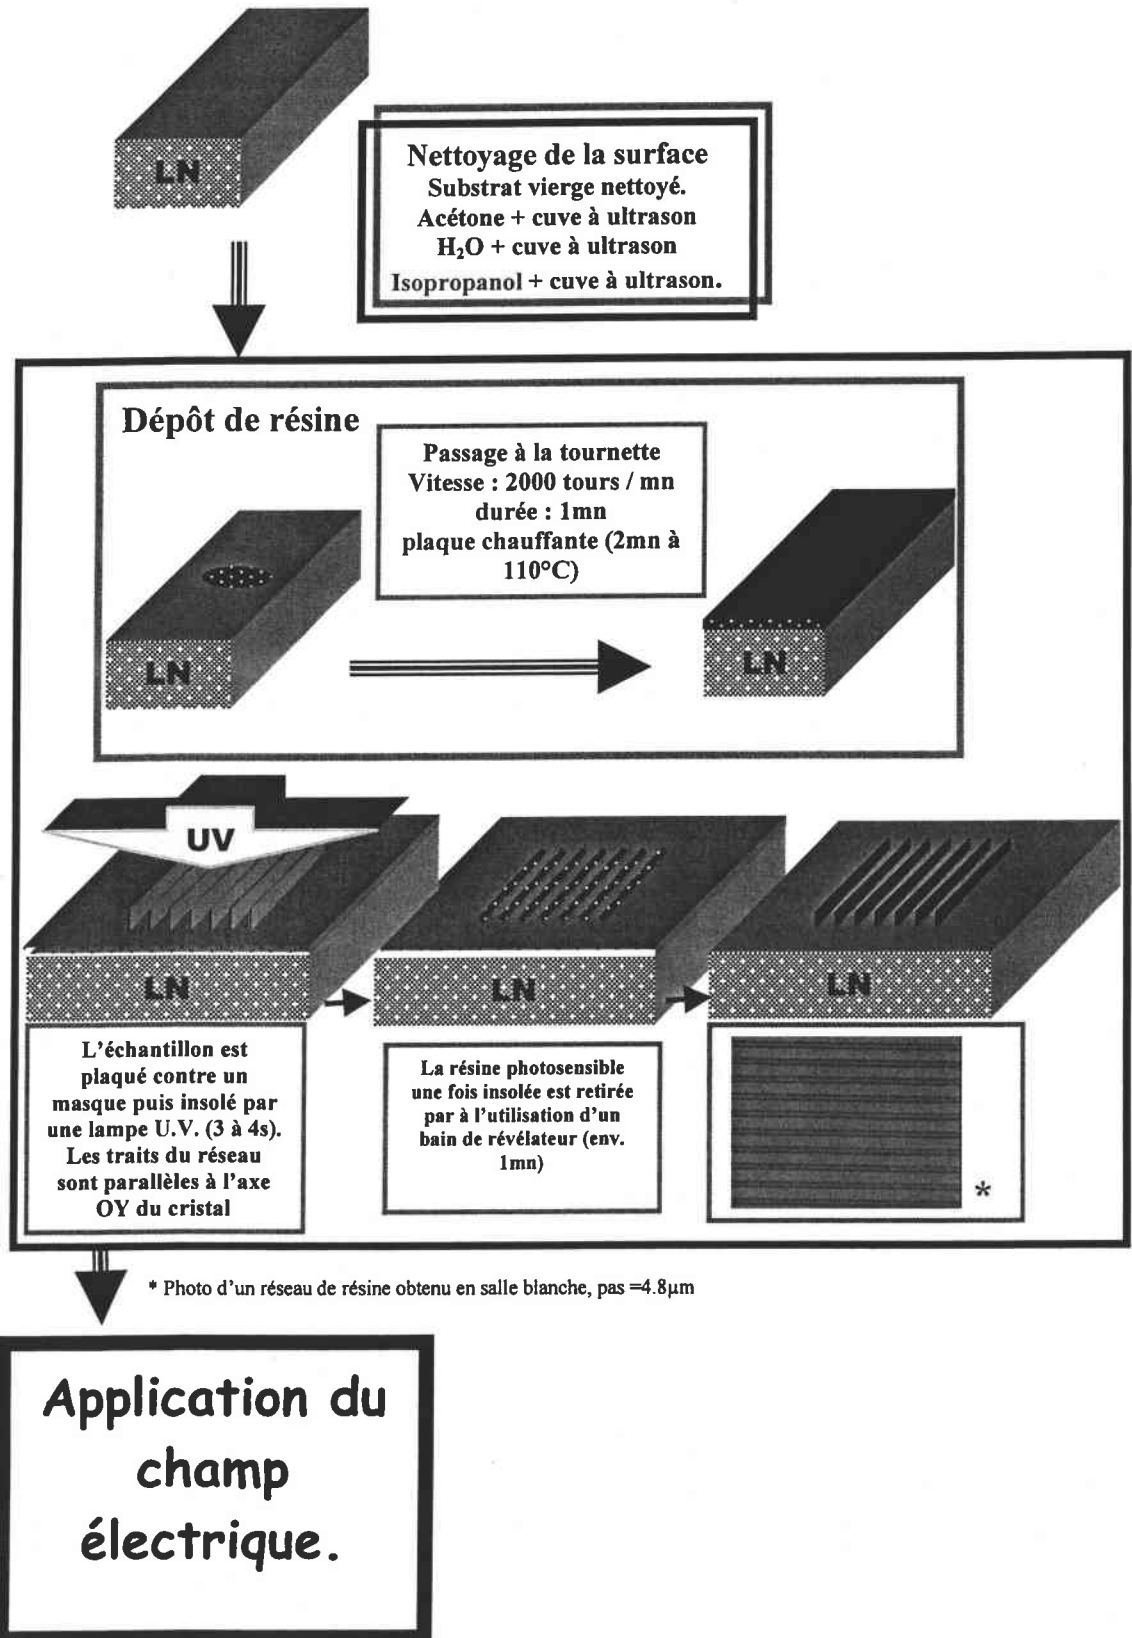 LN
Nettoyage de la surface
Substrat vierge nettoyé.
Acétone + cuve à ultrason
H₂O + cuve à ultrason
Isopropanol + cuve à ultrason.
Dépôt de résine
Passage à la tournette
Vitesse : 2000 tours / mn
durée : 1mn
plaque chauffante (2mn à
110°C)
LN
LN
UV
LN
LN
LN
L'échantillon est
plaqué contre un
masque puis insolé par
une lampe U.V. (3 à 4s).
Les traits du réseau
sont parallèles à l'axe
OY du cristal
La résine photosensible
une fois insolée est retirée
par à l'utilisation d'un
bain de révélateur (env.
1mn)
*
* Photo d'un réseau de résine obtenu en salle blanche, pas =4.8µm
Application du
champ
électrique.